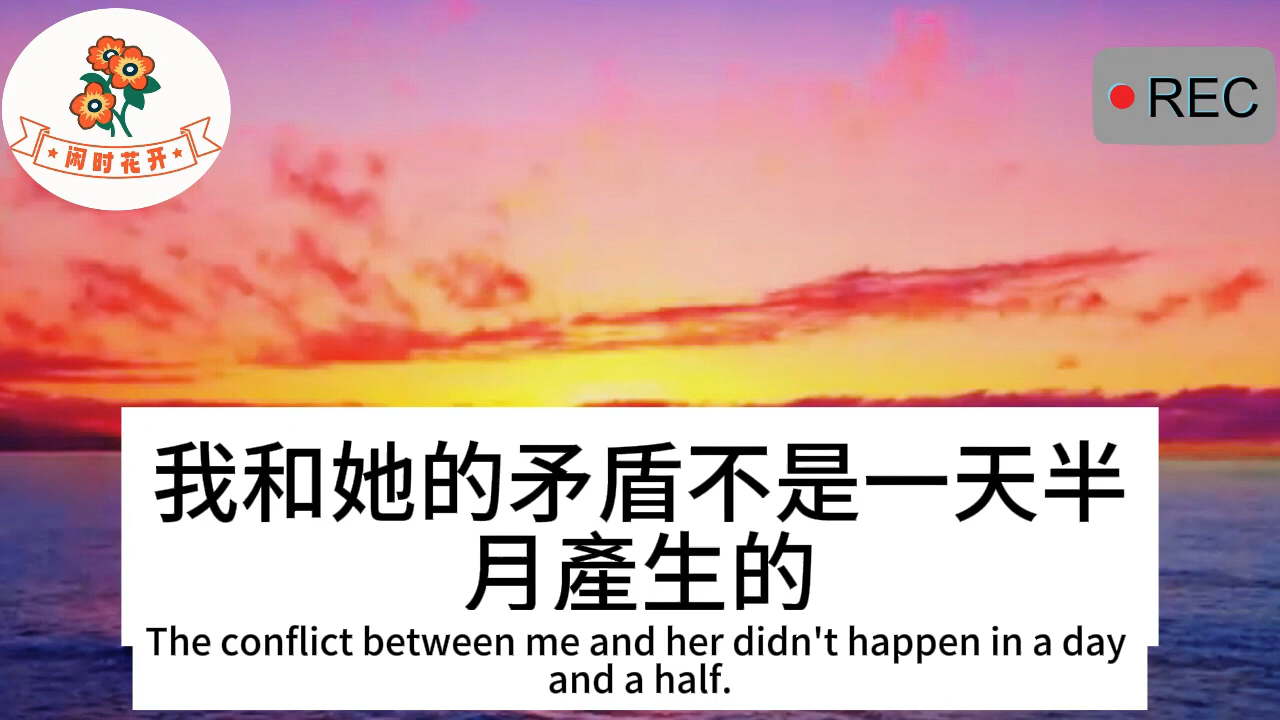 闲时花开
REC
我和她的矛盾不是一天半
月產生的
The conflict between me and her didn't happen in a day
and a half.